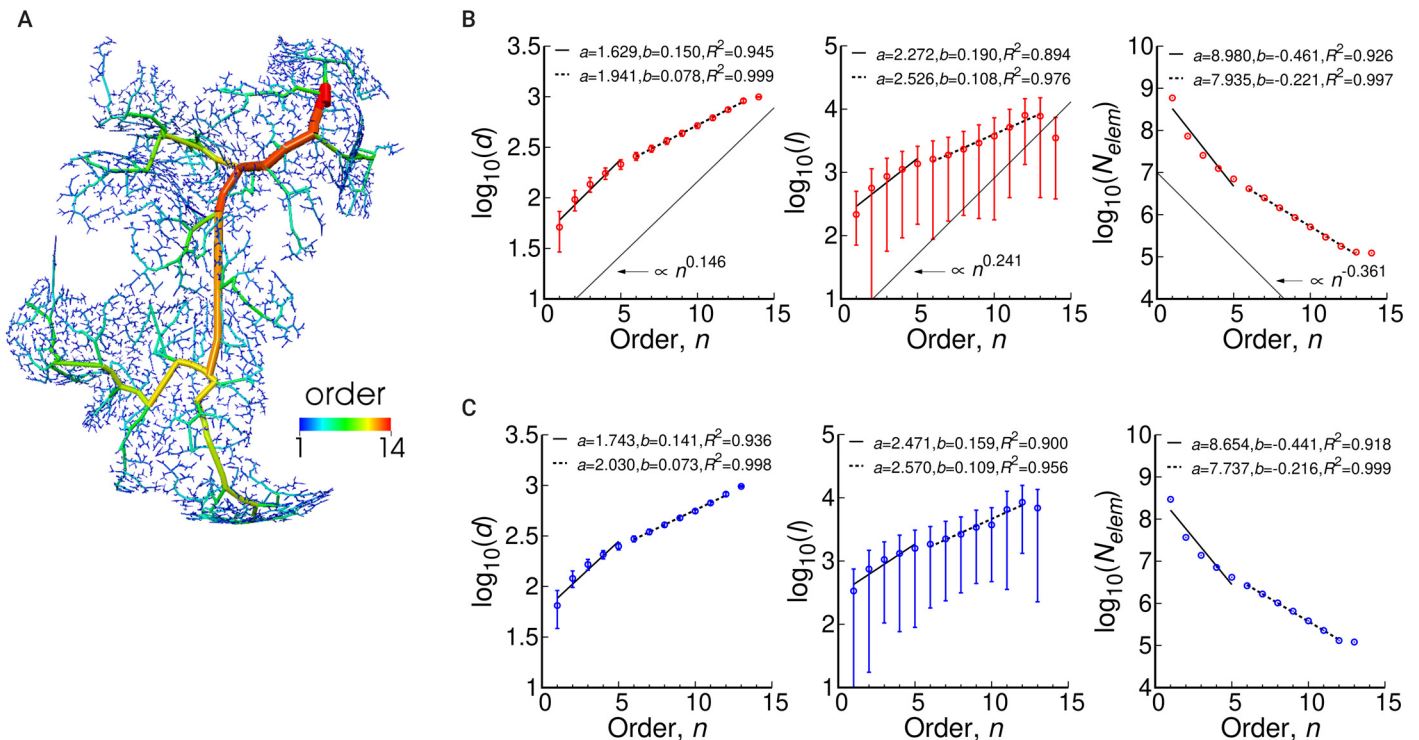 A
order
1 14
B
a=1.629,b=0.150,R²=0.945
a=1.941,b=0.078,R²=0.999
3.5
3
2.5
2
1.5
1
log₁₀(d)
∝ n^0.146
0 5 10 15
Order, n
a=2.272,b=0.190,R²=0.894
a=2.526,b=0.108,R²=0.976
5
4
3
2
1
log₁₀(l)
∝ n^0.241
0 5 10 15
Order, n
a=8.980,b=-0.461,R²=0.926
a=7.935,b=-0.221,R²=0.997
10
9
8
7
6
5
4
log₁₀(N_elem)
∝ n^-0.361
0 5 10 15
Order, n
C
a=1.743,b=0.141,R²=0.936
a=2.030,b=0.073,R²=0.998
3.5
3
2.5
2
1.5
1
log₁₀(d)
0 5 10 15
Order, n
a=2.471,b=0.159,R²=0.900
a=2.570,b=0.109,R²=0.956
5
4
3
2
1
log₁₀(l)
0 5 10 15
Order, n
a=8.654,b=-0.441,R²=0.918
a=7.737,b=-0.216,R²=0.999
10
9
8
7
6
5
4
log₁₀(N_elem)
0 5 10 15
Order, n